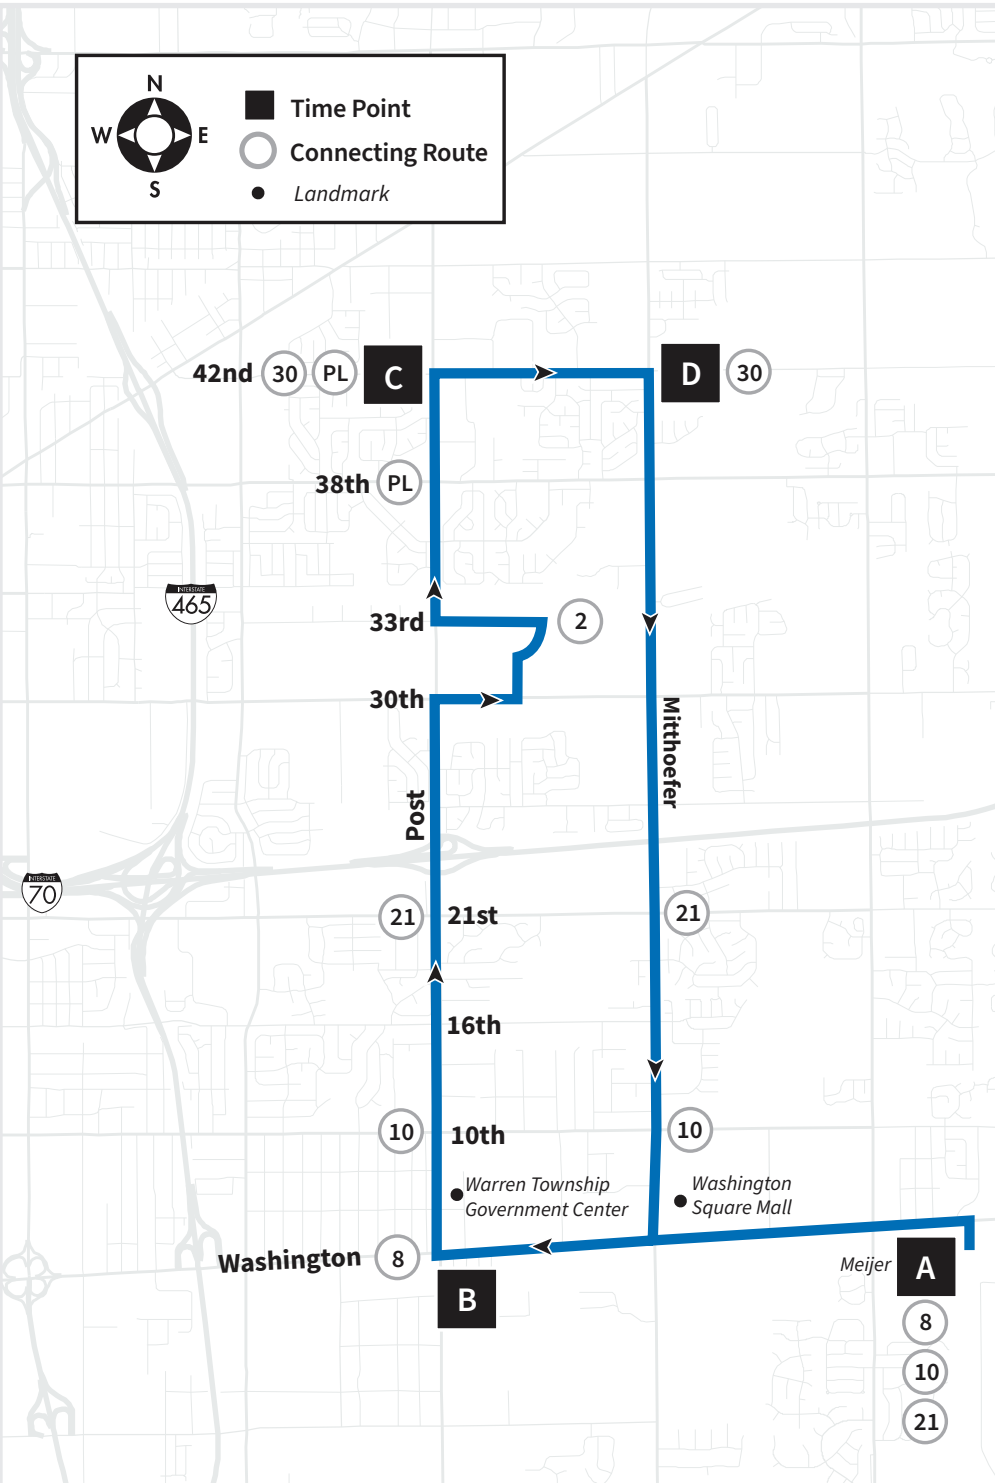 N
W
E
S
Time Point
Connecting Route
Landmark
42nd
30
PL
C
D
30
38th
PL
INTERSTATE
465
33rd
2
30th
Mitthoefer
Post
INTERSTATE
70
21
21st
21
16th
10
10th
10
Warren Township
Government Center
Washington
Square Mall
Washington
8
Meijer
A
B
8
10
21